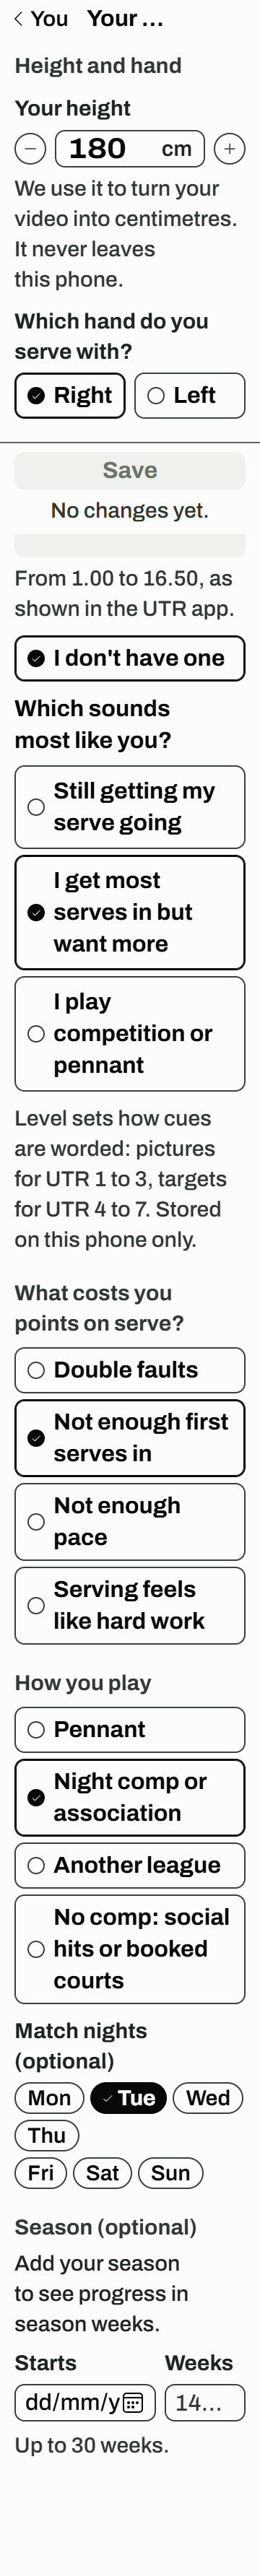 You Your ...
Height and hand
Your height
180 cm
We use it to turn your
video into centimetres.
It never leaves
this phone.
Which hand do you
serve with?
Right Left
Save
No changes yet.
From 1.00 to 16.50, as
shown in the UTR app.
I don't have one
Which sounds
most like you?
Still getting my
serve going
I get most
serves in but
want more
I play
competition or
pennant
Level sets how cues
are worded: pictures
for UTR 1 to 3, targets
for UTR 4 to 7. Stored
on this phone only.
What costs you
points on serve?
Double faults
Not enough first
serves in
Not enough
pace
Serving feels
like hard work
How you play
Pennant
Night comp or
association
Another league
No comp: social
hits or booked
courts
Match nights
(optional)
Mon Tue Wed
Thu
Fri Sat Sun
Season (optional)
Add your season
to see progress in
season weeks.
Starts Weeks
dd/mm/y 14...
Up to 30 weeks.